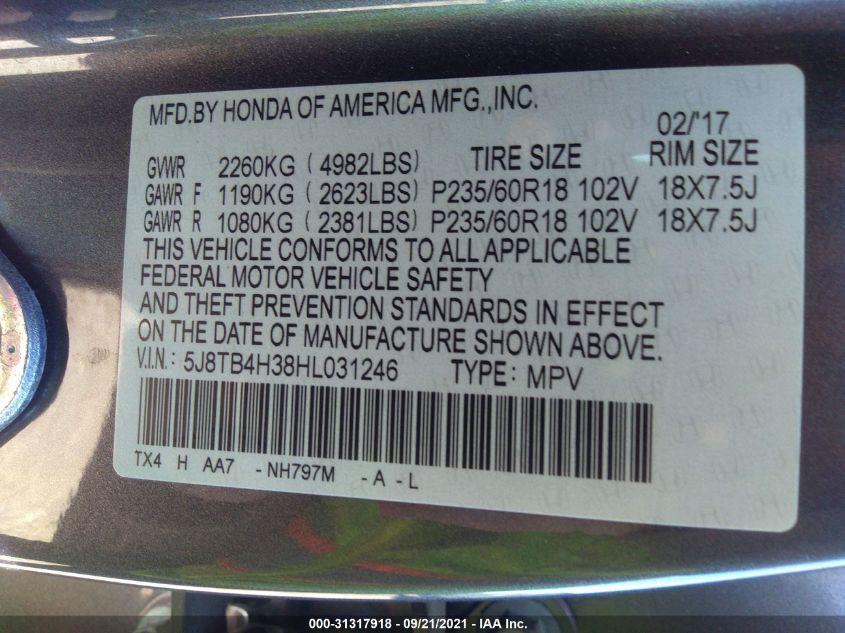 MFD.BY HONDA OF AMERICA MFG.,INC.
02/'17
GVWR 2260KG ( 4982LBS) TIRE SIZE RIM SIZE
GAWR F 1190KG ( 2623LBS) P235/60R18 102V 18X7.5J
GAWR R 1080KG ( 2381LBS) P235/60R18 102V 18X7.5J
THIS VEHICLE CONFORMS TO ALL APPLICABLE
FEDERAL MOTOR VEHICLE SAFETY
AND THEFT PREVENTION STANDARDS IN EFFECT
ON THE DATE OF MANUFACTURE SHOWN ABOVE.
V.I.N.: 5J8TB4H38HL031246 TYPE: MPV
TX4 H AA7 -NH797M -A -L
000-31317918 - 09/21/2021 - IAA Inc.